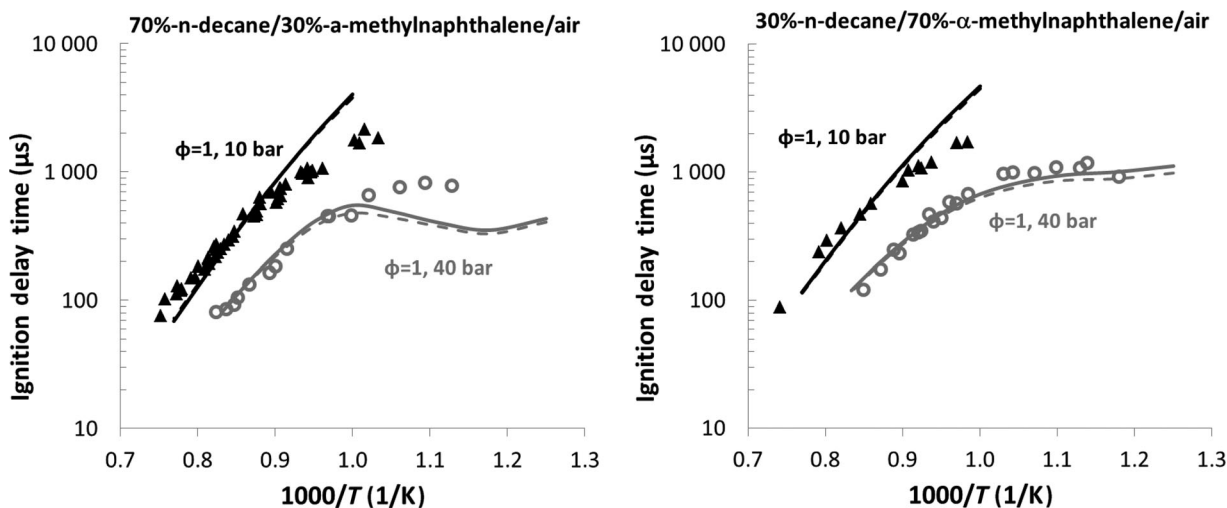 70%-n-decane/30%-a-methylnaphthalene/air
10 000
1 000
100
10
Ignition delay time (μs)
ϕ=1, 10 bar
ϕ=1, 40 bar
0.7 0.8 0.9 1.0 1.1 1.2 1.3
1000/T (1/K)
30%-n-decane/70%-α-methylnaphthalene/air
10 000
1 000
100
10
Ignition delay time (μs)
ϕ=1, 10 bar
ϕ=1, 40 bar
0.7 0.8 0.9 1.0 1.1 1.2 1.3
1000/T (1/K)